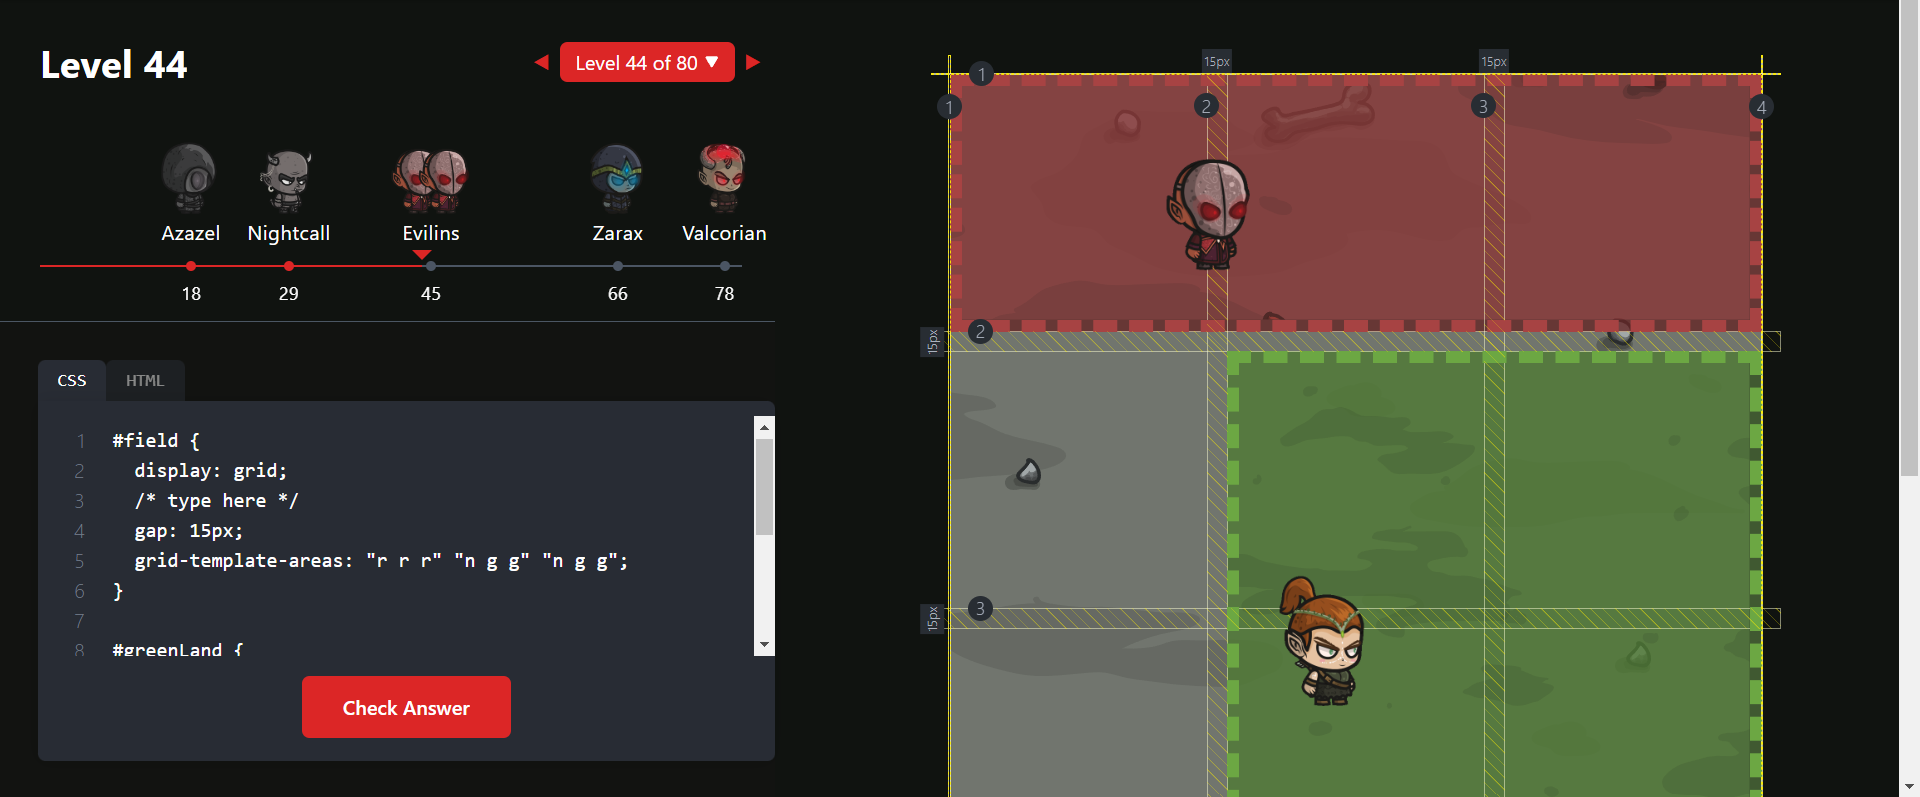 Level 44
Level 44 of 80 ▼
Azazel Nightcall Evilins Zarax Valcorian
18 29 45 66 78
CSS HTML
1 #field {
2 display: grid;
3 /* type here */
4 gap: 15px;
5 grid-template-areas: "r r r" "n g g" "n g g";
6 }
7
8 #greenLand {
Check Answer
15px 15px
1
1 2 3 4
2
15px
3
15px